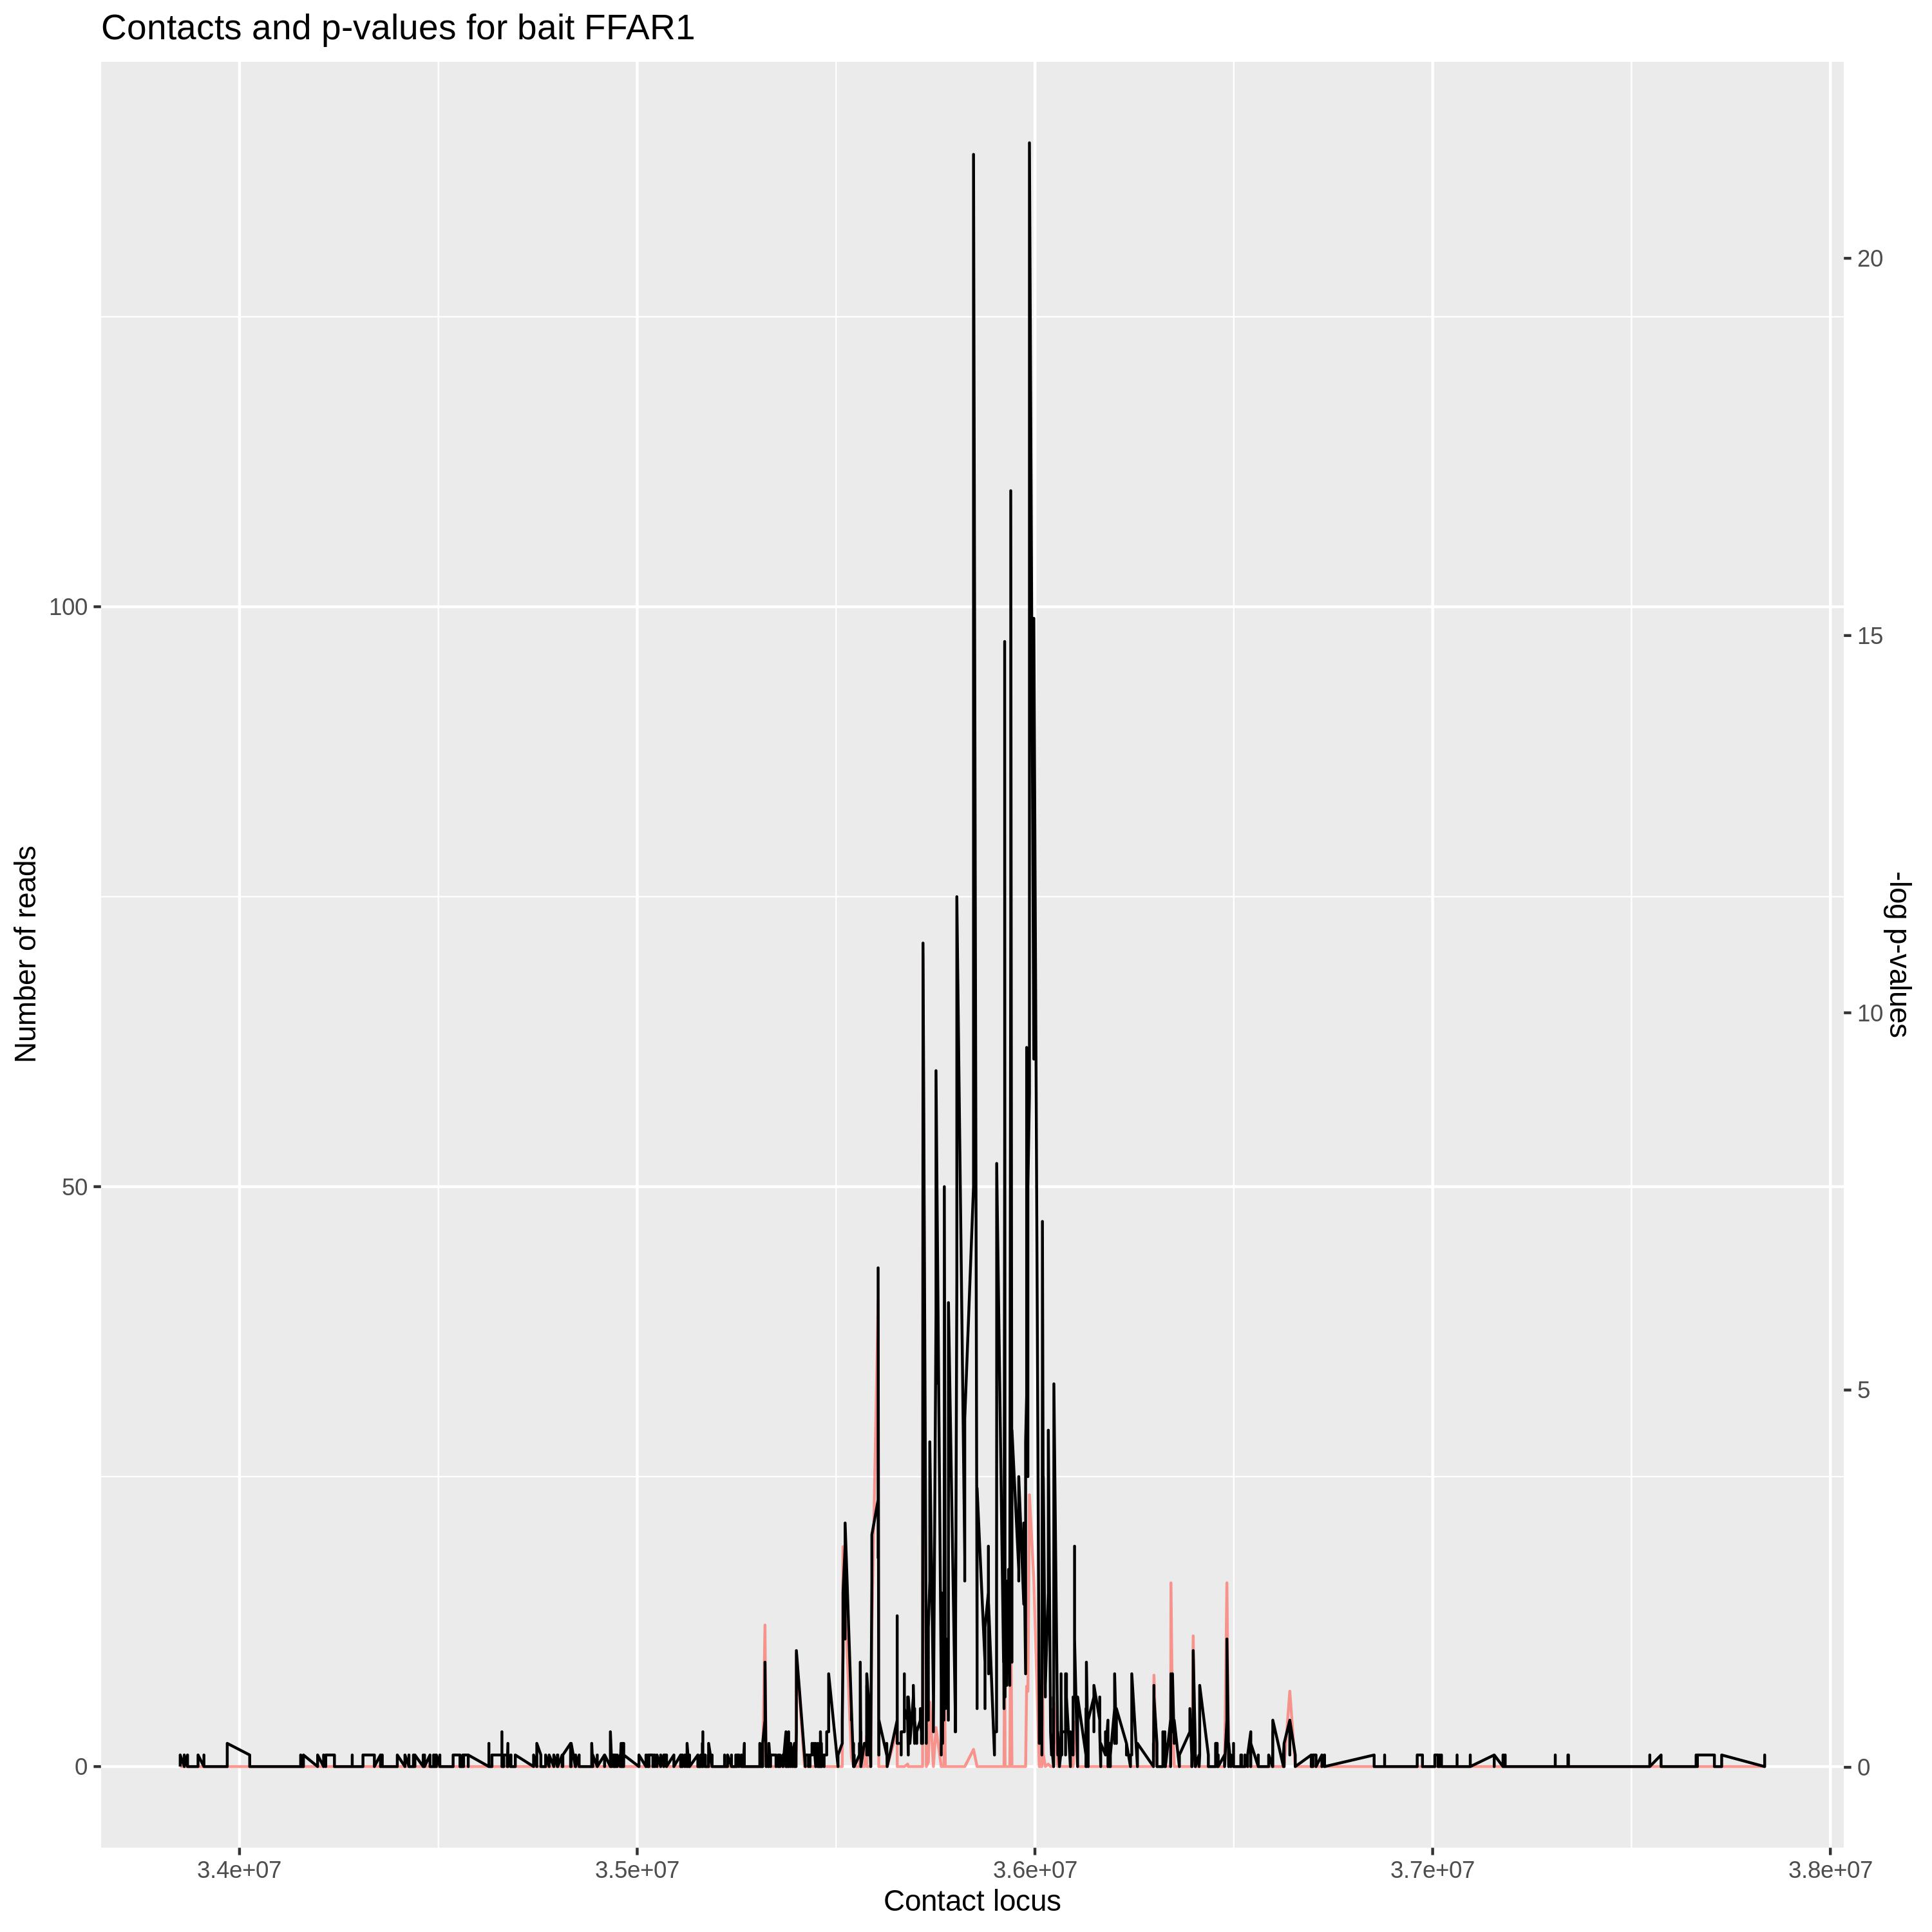 Contacts and p-values for bait FFAR1
Number of reads
100
50
0
20
15
10
5
0
-log p-values
3.4e+07
3.5e+07
3.6e+07
3.7e+07
3.8e+07
Contact locus